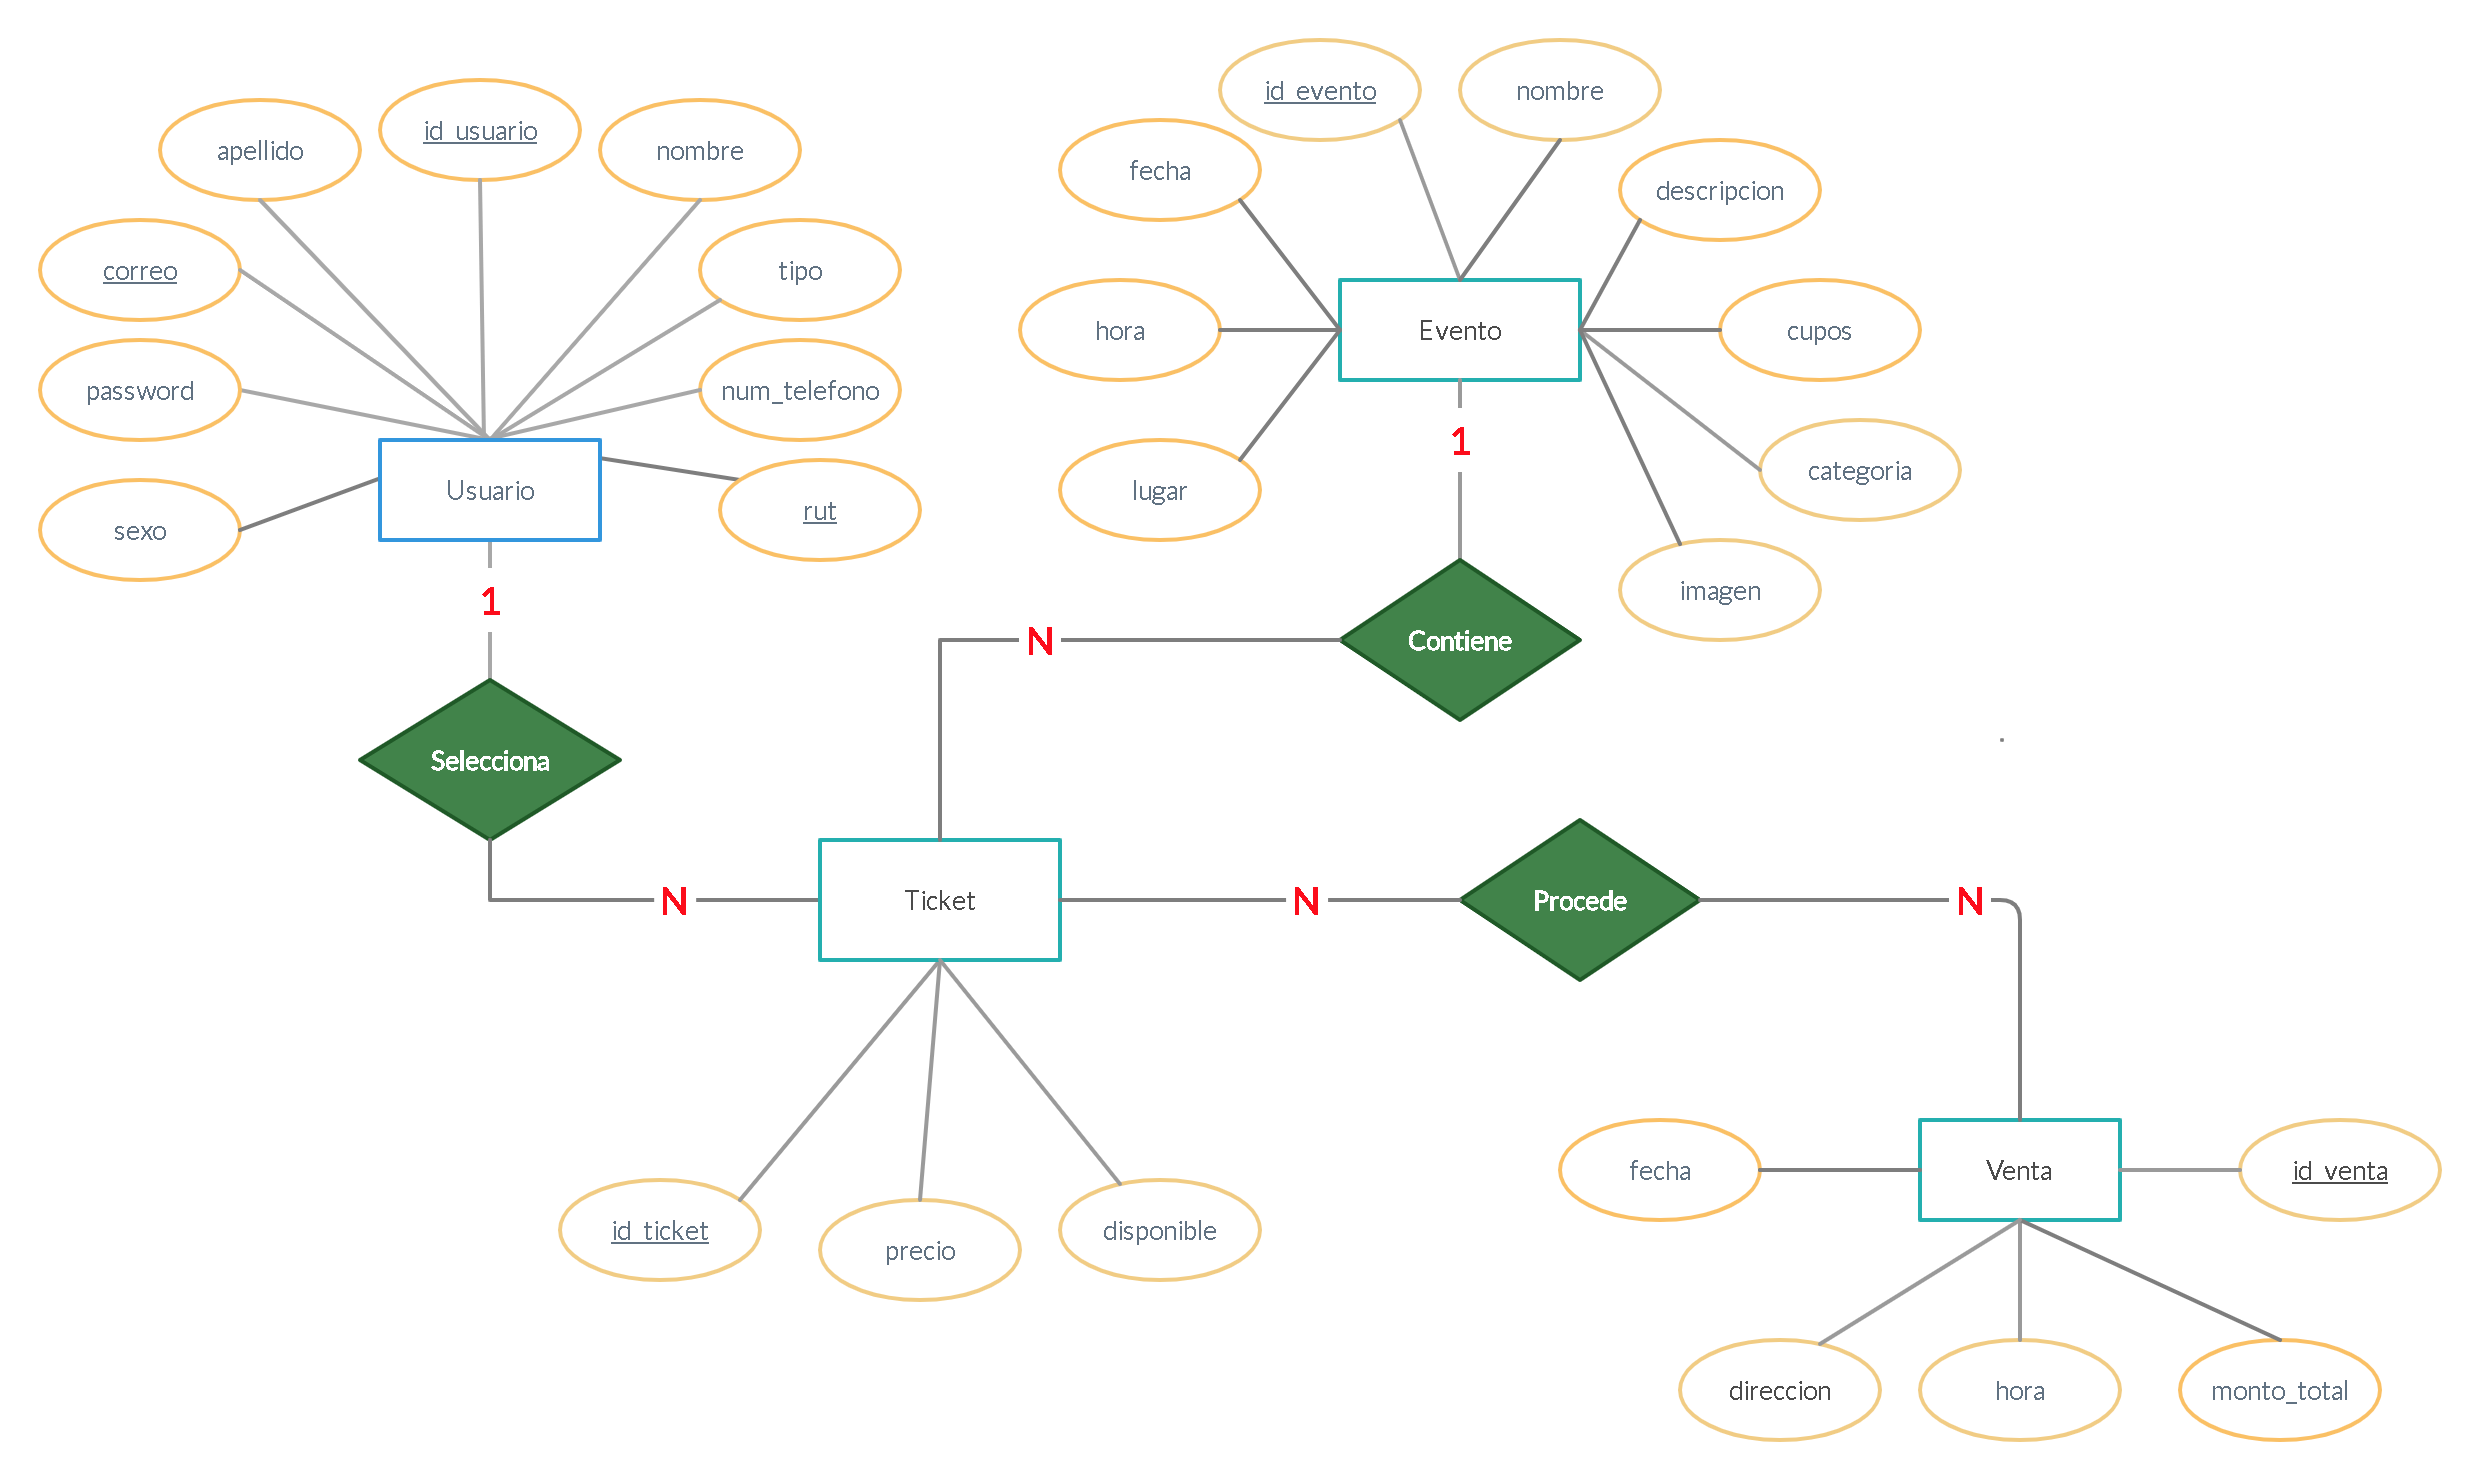 id_evento
nombre
id_usuario
apellido
nombre
fecha
descripcion
correo
tipo
hora
Evento
cupos
password
num_telefono
1
categoria
Usuario
lugar
rut
sexo
1
imagen
N
Contiene
Selecciona
N
Ticket
N
Procede
N
fecha
Venta
id_venta
id_ticket
precio
disponible
direccion
hora
monto_total